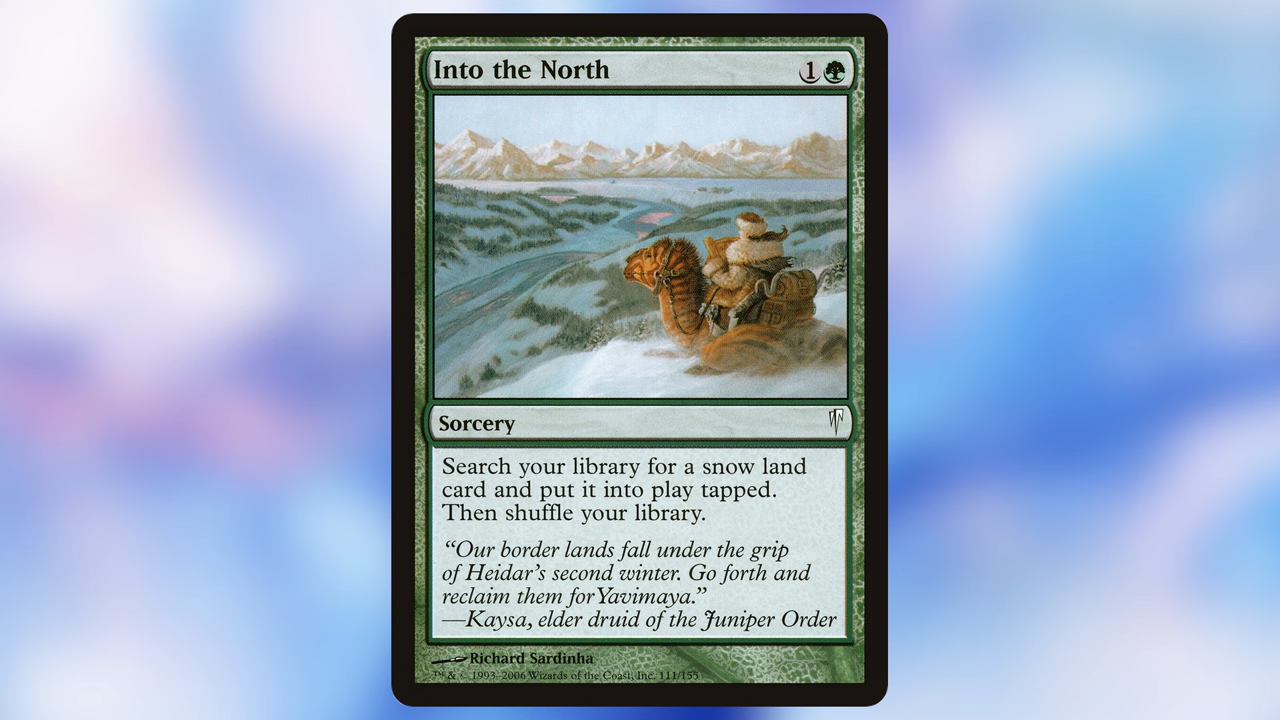 Into the North 1
Sorcery
Search your library for a snow land
card and put it into play tapped.
Then shuffle your library.
“Our border lands fall under the grip
of Heidar’s second winter. Go forth and
reclaim them for Yavimaya.”
—Kaysa, elder druid of the Juniper Order
Richard Sardinha
™ & © 1993–2006 Wizards of the Coast, Inc. 111/155